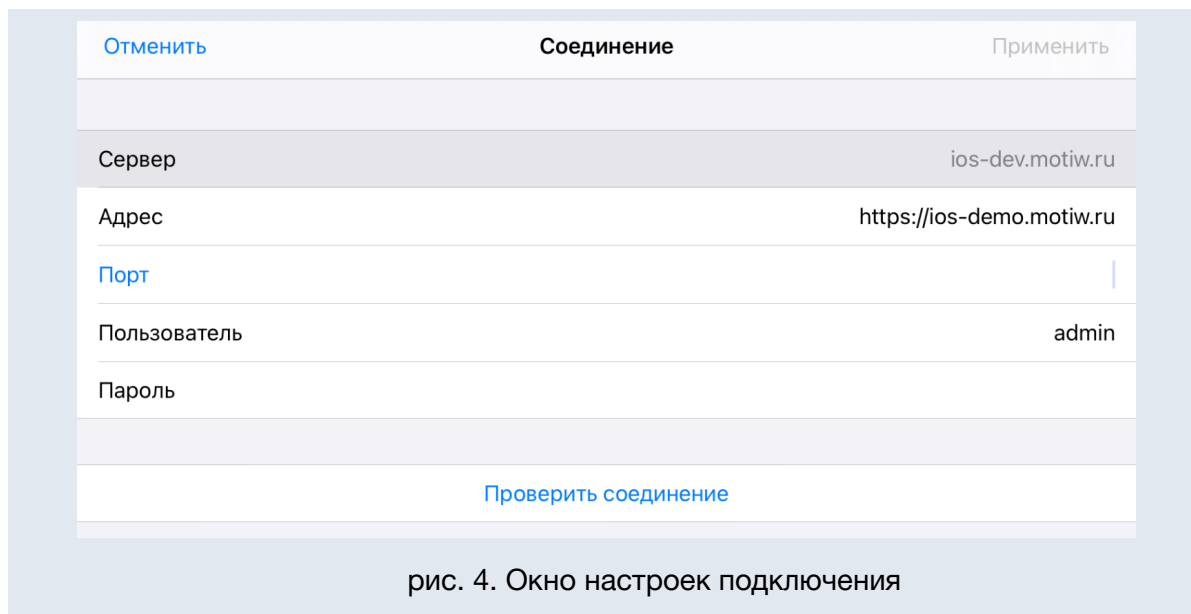 Отменить Соединение Применить
Сервер ios-dev.motiw.ru
Адрес https://ios-demo.motiw.ru
Порт
Пользователь admin
Пароль
Проверить соединение
рис. 4. Окно настроек подключения